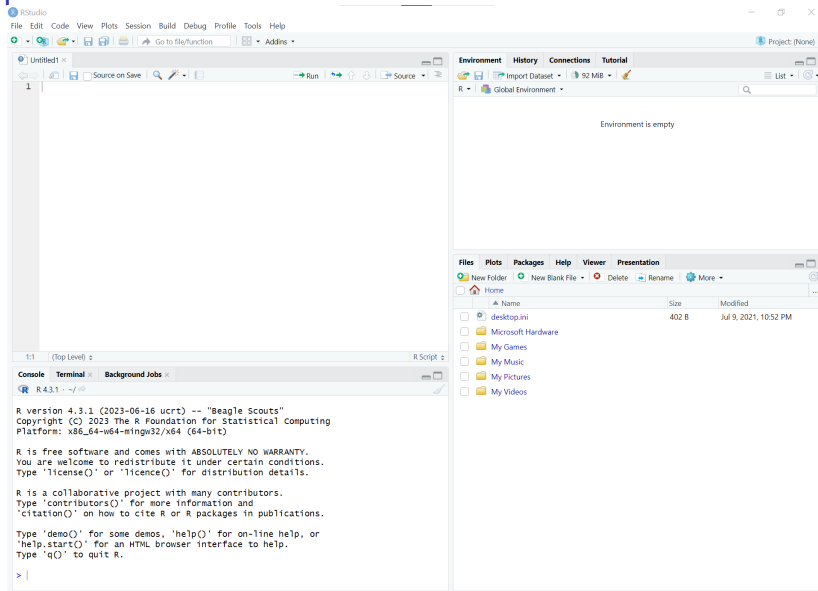 RStudio
File Edit Code View Plots Session Build Debug Profile Tools Help
Go to file/function Addins Project: (None)
Untitled1
Source on Save Run Source
1
1:1 (Top Level) R Script
Console Terminal Background Jobs
R 4.3.1 · ~/
R version 4.3.1 (2023-06-16 ucrt) -- "Beagle Scouts"
Copyright (C) 2023 The R Foundation for Statistical Computing
Platform: x86_64-w64-mingw32/x64 (64-bit)
R is free software and comes with ABSOLUTELY NO WARRANTY.
You are welcome to redistribute it under certain conditions.
Type 'license()' or 'licence()' for distribution details.
R is a collaborative project with many contributors.
Type 'contributors()' for more information and
'citation()' on how to cite R or R packages in publications.
Type 'demo()' for some demos, 'help()' for on-line help, or
'help.start()' for an HTML browser interface to help.
Type 'q()' to quit R.
>
Environment History Connections Tutorial
Import Dataset 92 MiB List
R Global Environment
Environment is empty
Files Plots Packages Help Viewer Presentation
New Folder New Blank File Delete Rename More
Home ...
Name Size Modified
desktop.ini 402 B Jul 9, 2021, 10:52 PM
Microsoft Hardware
My Games
My Music
My Pictures
My Videos